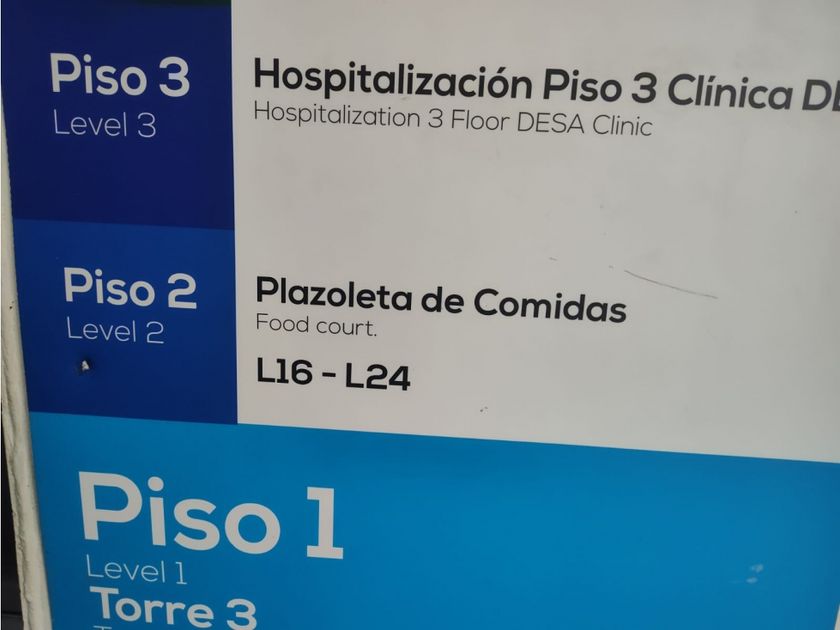 Piso 3
Level 3
Hospitalización Piso 3 Clínica
Hospitalization 3 Floor DESA Clinic
Piso 2
Level 2
Plazoleta de Comidas
Food court.
L16 - L24
Piso 1
Level 1
Torre 3